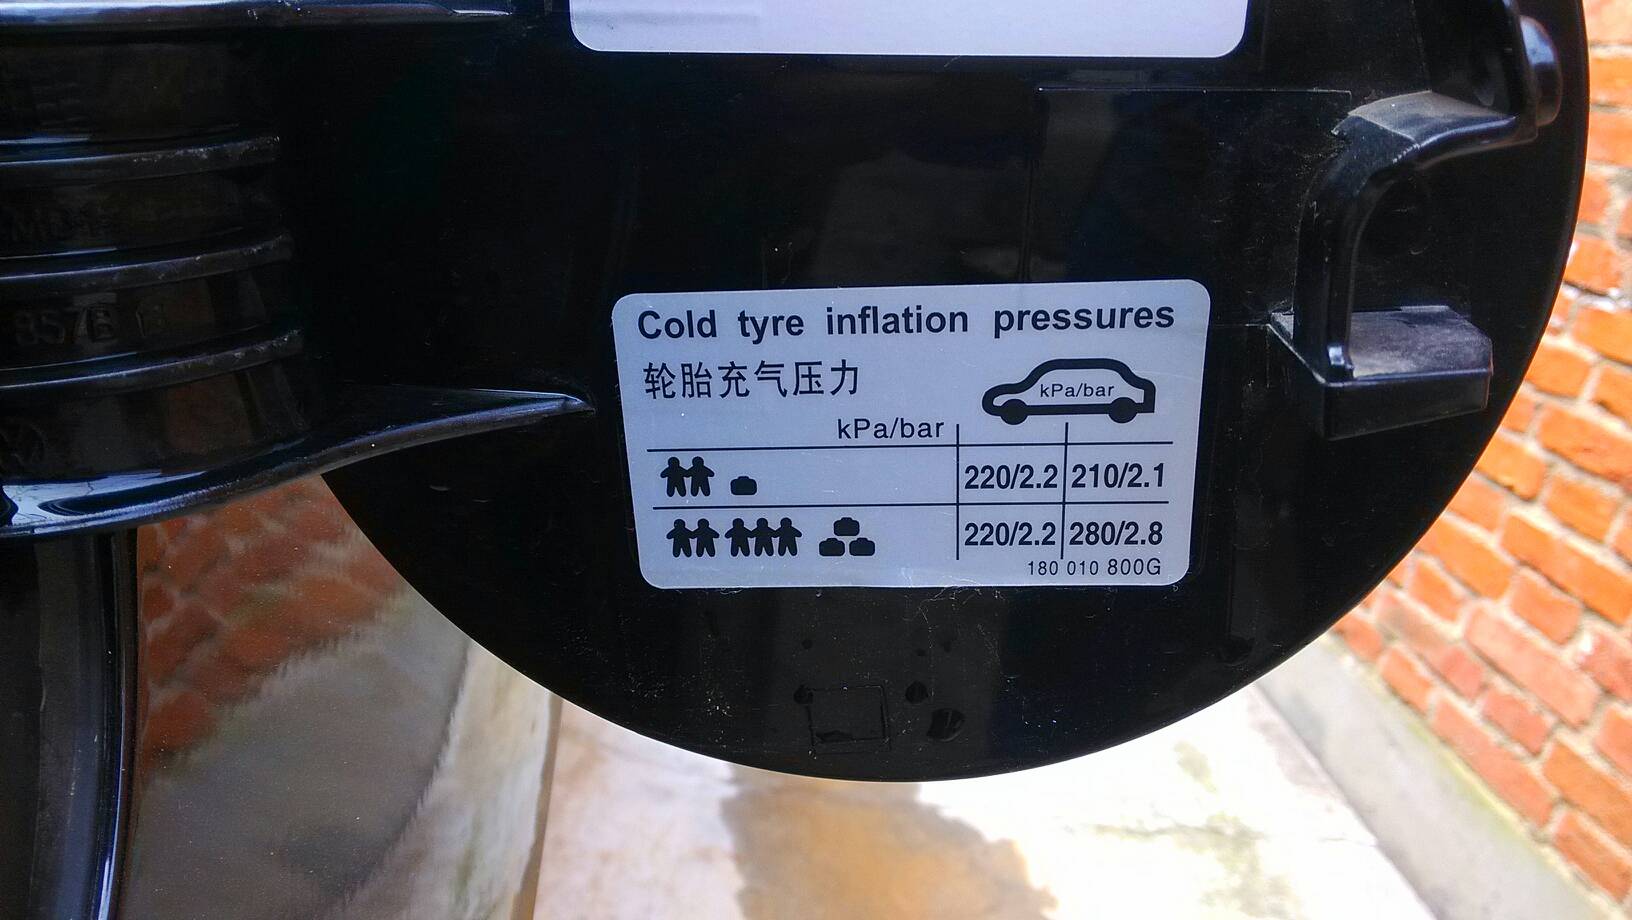 Cold tyre inflation pressures
轮胎充气压力
kPa/bar
kPa/bar
220/2.2 210/2.1
220/2.2 280/2.8
180 010 800G
857B